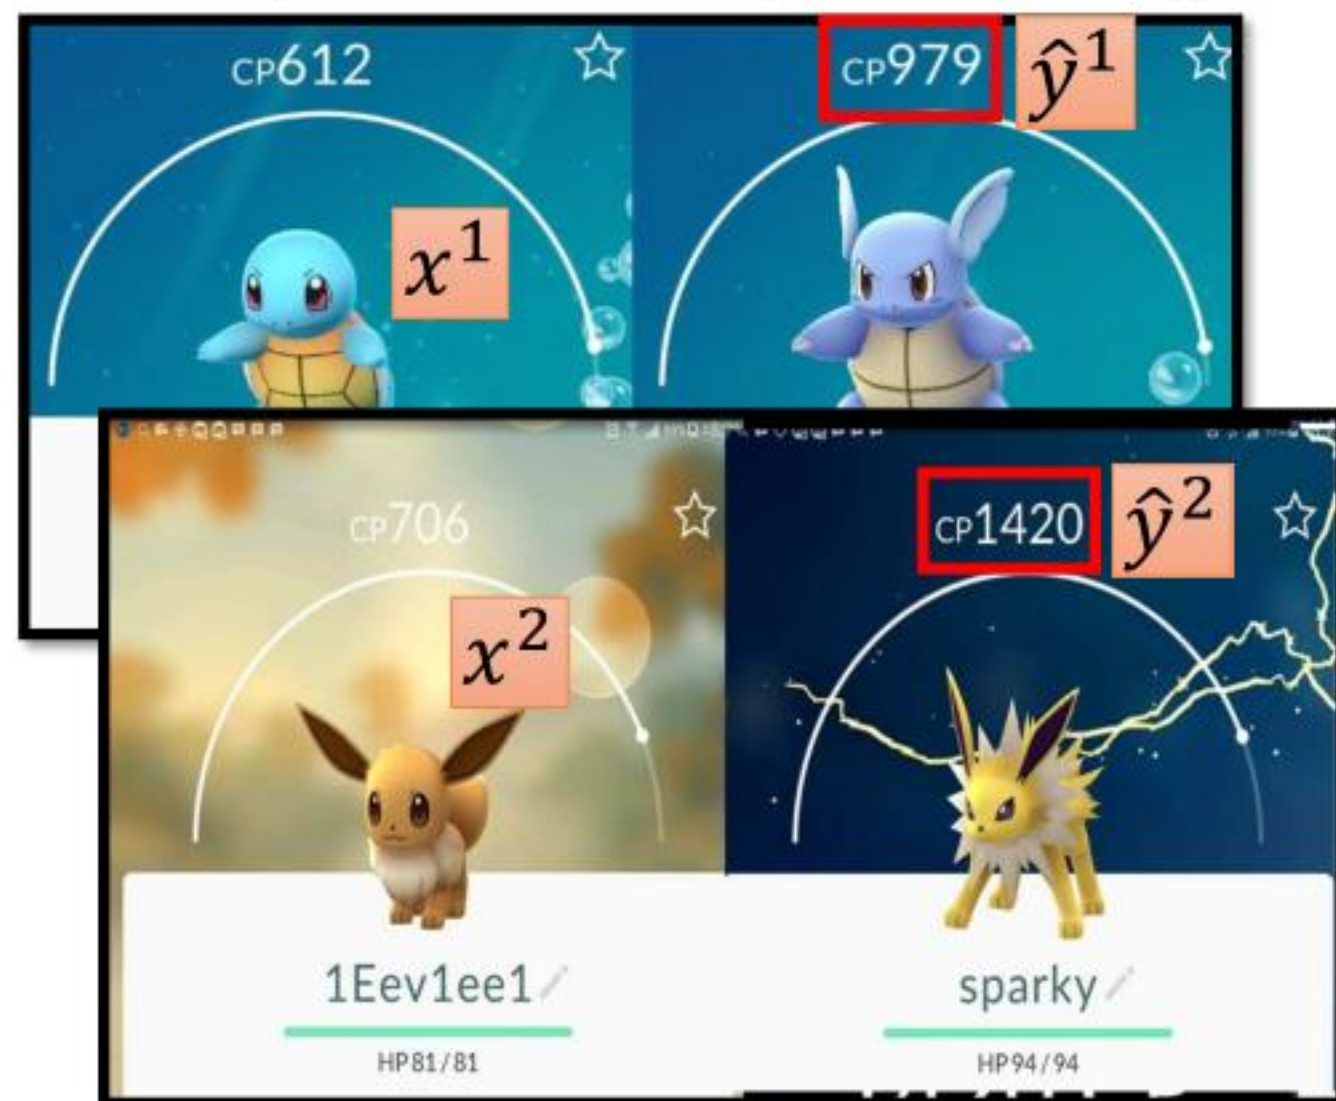 CP612
CP979
ŷ¹
x¹
CP706
CP1420
ŷ²
x²
1Eev1ee1
sparky
HP81/81
HP94/94